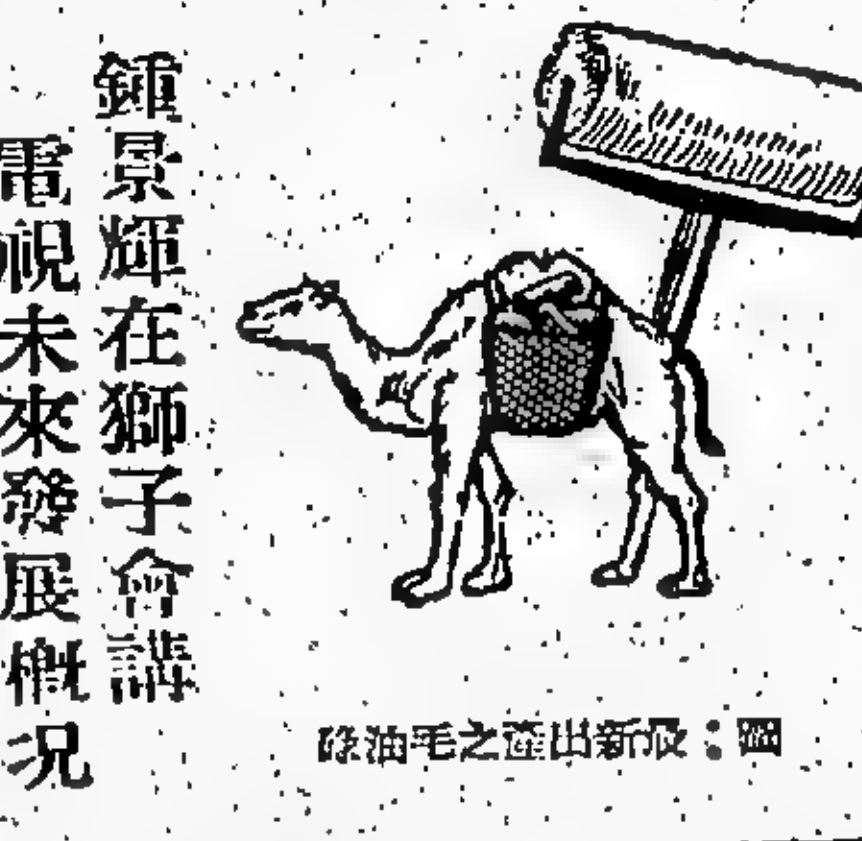 鍾景輝在獅子會講
電視未來發展概況
圖：最新出產之毛油碌